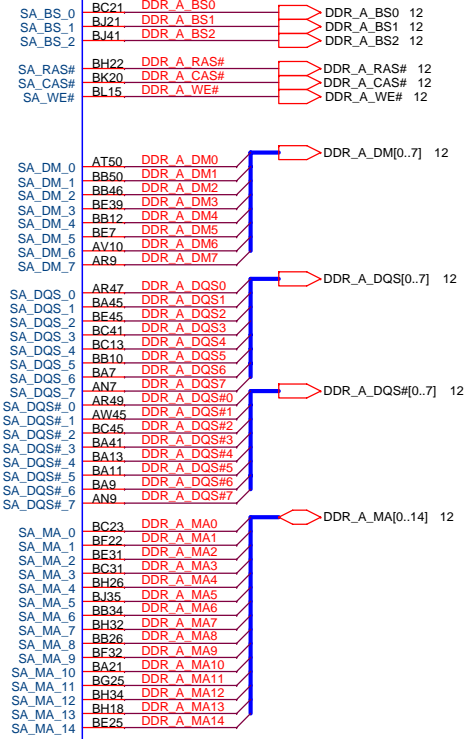 SA_BS_0 BC21 DDR_A_BS0 DDR_A_BS0 12
SA_BS_1 BJ21 DDR_A_BS1 DDR_A_BS1 12
SA_BS_2 BJ41 DDR_A_BS2 DDR_A_BS2 12
SA_RAS# BH22 DDR_A_RAS# DDR_A_RAS# 12
SA_CAS# BK20 DDR_A_CAS# DDR_A_CAS# 12
SA_WE# BL15 DDR_A_WE# DDR_A_WE# 12
DDR_A_DM[0..7] 12
SA_DM_0 AT50 DDR_A_DM0
SA_DM_1 BB50 DDR_A_DM1
SA_DM_2 BB46 DDR_A_DM2
SA_DM_3 BE39 DDR_A_DM3
SA_DM_4 BB12 DDR_A_DM4
SA_DM_5 BE7 DDR_A_DM5
SA_DM_6 AV10 DDR_A_DM6
SA_DM_7 AR9 DDR_A_DM7
DDR_A_DQS[0..7] 12
SA_DQS_0 AR47 DDR_A_DQS0
SA_DQS_1 BA45 DDR_A_DQS1
SA_DQS_2 BE45 DDR_A_DQS2
SA_DQS_3 BC41 DDR_A_DQS3
SA_DQS_4 BC13 DDR_A_DQS4
SA_DQS_5 BB10 DDR_A_DQS5
SA_DQS_6 BA7 DDR_A_DQS6
SA_DQS_7 AN7 DDR_A_DQS7
DDR_A_DQS#[0..7] 12
SA_DQS#_0 AR49 DDR_A_DQS#0
SA_DQS#_1 AW45 DDR_A_DQS#1
SA_DQS#_2 BC45 DDR_A_DQS#2
SA_DQS#_3 BA41 DDR_A_DQS#3
SA_DQS#_4 BA13 DDR_A_DQS#4
SA_DQS#_5 BA11 DDR_A_DQS#5
SA_DQS#_6 BA9 DDR_A_DQS#6
SA_DQS#_7 AN9 DDR_A_DQS#7
DDR_A_MA[0..14] 12
SA_MA_0 BC23 DDR_A_MA0
SA_MA_1 BF22 DDR_A_MA1
SA_MA_2 BE31 DDR_A_MA2
SA_MA_3 BC31 DDR_A_MA3
SA_MA_4 BH26 DDR_A_MA4
SA_MA_5 BJ35 DDR_A_MA5
SA_MA_6 BB34 DDR_A_MA6
SA_MA_7 BH32 DDR_A_MA7
SA_MA_8 BB26 DDR_A_MA8
SA_MA_9 BF32 DDR_A_MA9
SA_MA_10 BA21 DDR_A_MA10
SA_MA_11 BG25 DDR_A_MA11
SA_MA_12 BH34 DDR_A_MA12
SA_MA_13 BH18 DDR_A_MA13
SA_MA_14 BE25 DDR_A_MA14